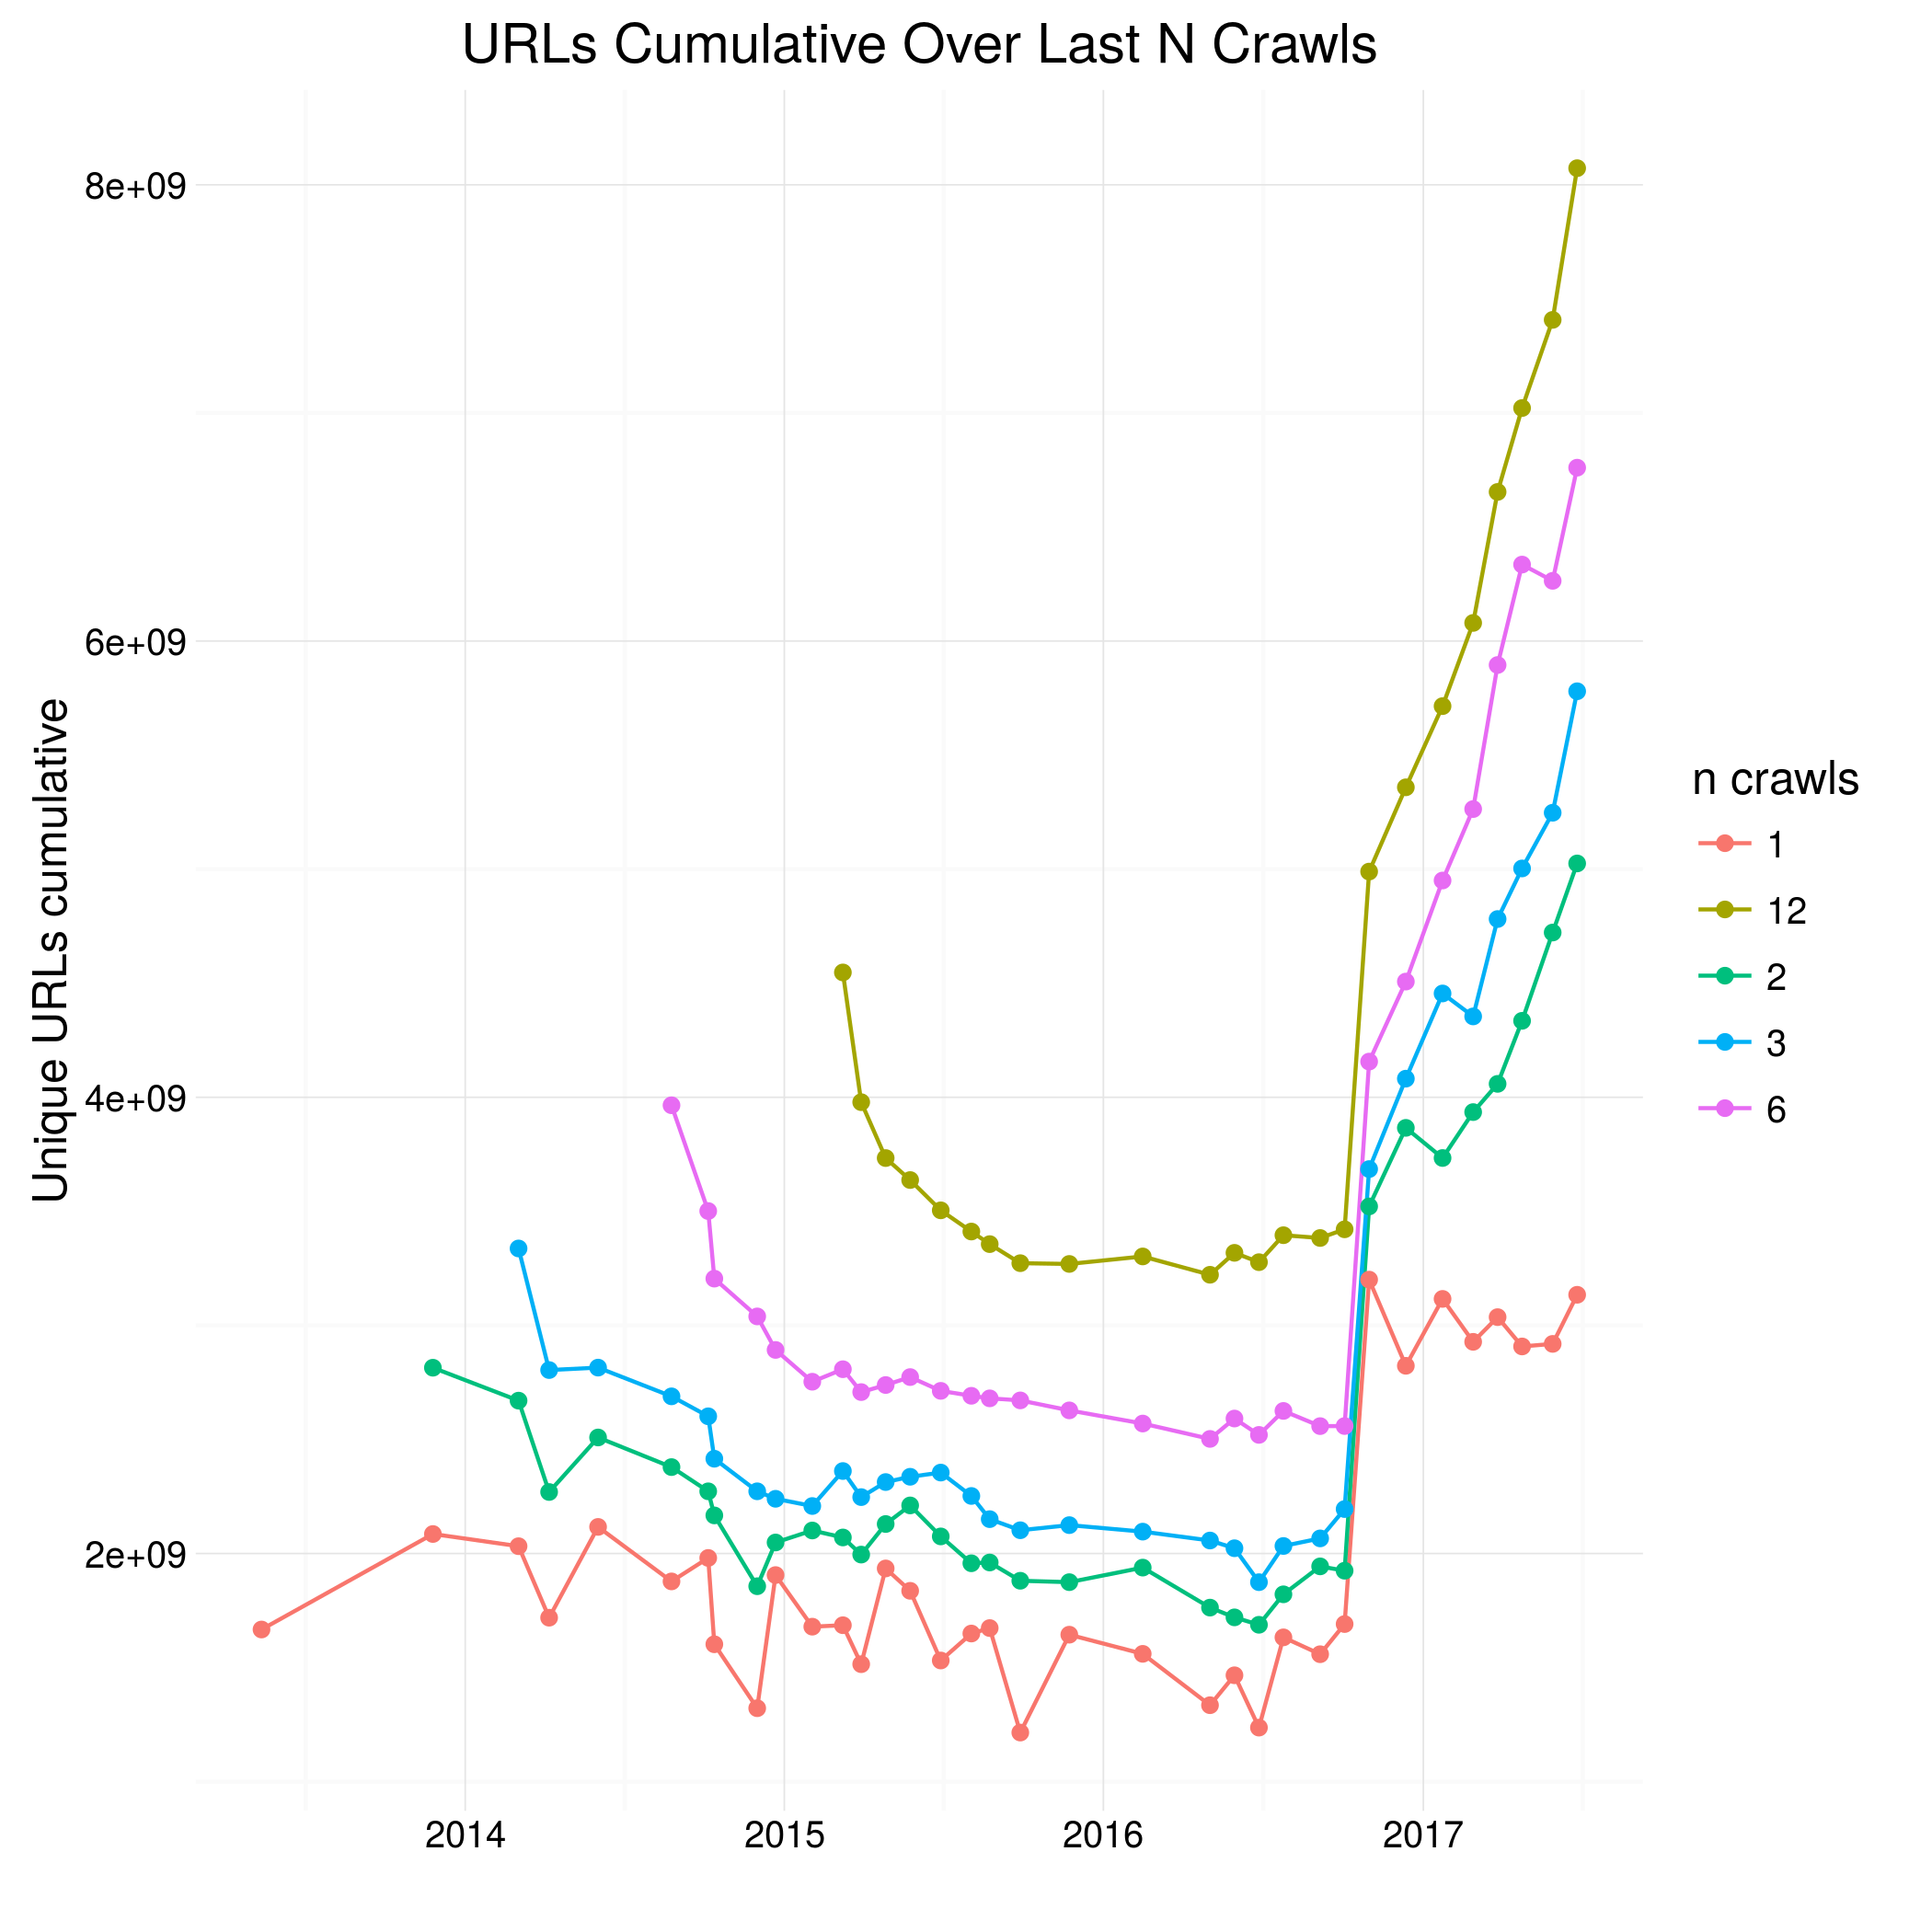 URLs Cumulative Over Last N Crawls
8e+09
6e+09
4e+09
2e+09
Unique URLs cumulative
2014
2015
2016
2017
n crawls
1
12
2
3
6